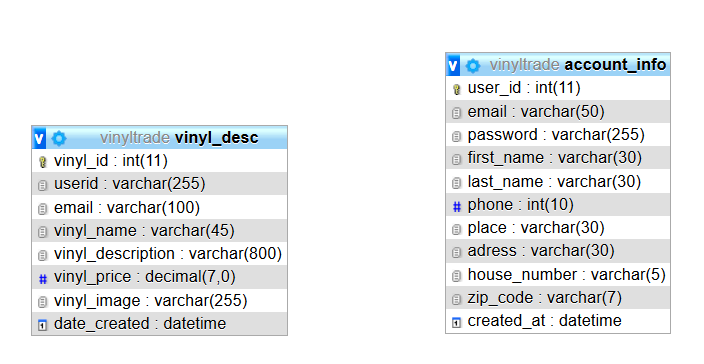 vinyltrade vinyl_desc
vinyl_id : int(11)
userid : varchar(255)
email : varchar(100)
vinyl_name : varchar(45)
vinyl_description : varchar(800)
vinyl_price : decimal(7,0)
vinyl_image : varchar(255)
date_created : datetime
vinyltrade account_info
user_id : int(11)
email : varchar(50)
password : varchar(255)
first_name : varchar(30)
last_name : varchar(30)
phone : int(10)
place : varchar(30)
adress : varchar(30)
house_number : varchar(5)
zip_code : varchar(7)
created_at : datetime